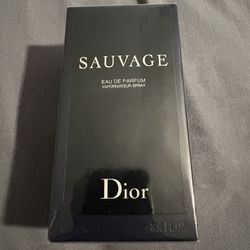 SAUVAGE
EAU DE PARFUM
VAPORISATEUR-SPRAY
Dior